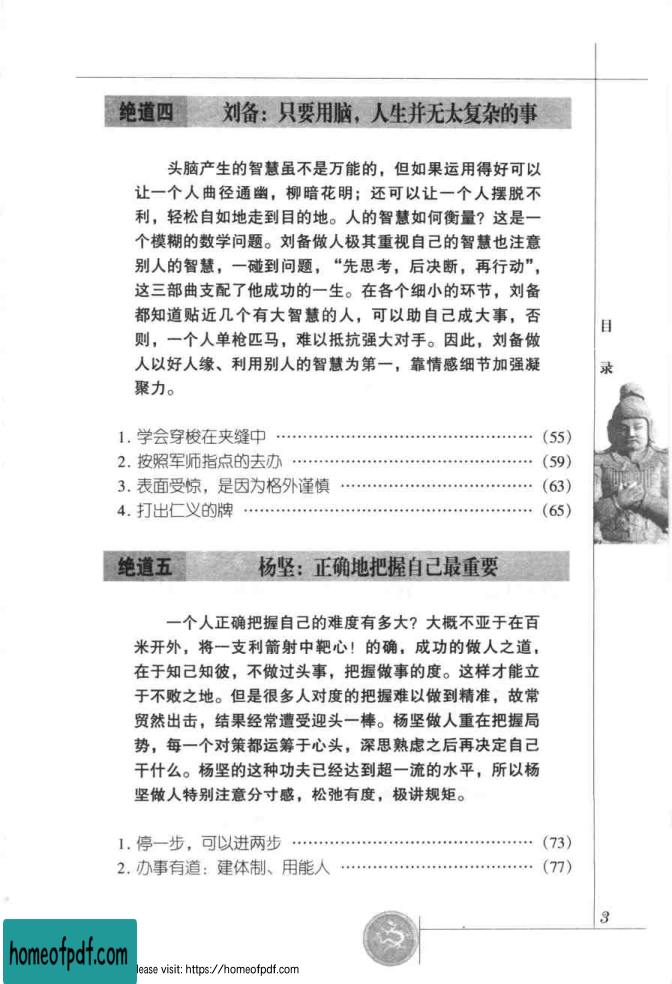 绝道四 刘备：只要用脑，人生并无太复杂的事
头脑产生的智慧虽不是万能的，但如果运用得好可以
让一个人曲径通幽，柳暗花明；还可以让一个人摆脱不
利，轻松自如地走到目的地。人的智慧如何衡量？这是一
个模糊的数学问题。刘备做人极其重视自己的智慧也注意
别人的智慧，一碰到问题，“先思考，后决断，再行动”，
这三部曲支配了他成功的一生。在各个细小的环节，刘备
都知道贴近几个有大智慧的人，可以助自己成大事，否
则，一个人单枪匹马，难以抵抗强大对手。因此，刘备做
人以好人缘、利用别人的智慧为第一，靠情感细节加强凝
聚力。
1. 学会穿梭在夹缝中 ………………………………… (55)
2. 按照军师指点的去办 ………………………………… (59)
3. 表面受惊，是因为格外谨慎 ………………………… (63)
4. 打出仁义的牌 ……………………………………… (65)
绝道五 杨坚：正确地把握自己最重要
一个人正确把握自己的难度有多大？大概不亚于在百
米开外，将一支利箭射中靶心！的确，成功的做人之道，
在于知己知彼，不做过头事，把握做事的度。这样才能立
于不败之地。但是很多人对度的把握难以做到精准，故常
贸然出击，结果经常遭受迎头一棒。杨坚做人重在把握局
势，每一个对策都运筹于心头，深思熟虑之后再决定自己
干什么。杨坚的这种功夫已经达到超一流的水平，所以杨
坚做人特别注意分寸感，松弛有度，极讲规矩。
1. 停一步，可以进两步 ………………………………… (73)
2. 办事有道：建体制、用能人 ………………………… (77)
目
录
3
homeofpdf.com
lease visit: https://homeofpdf.com